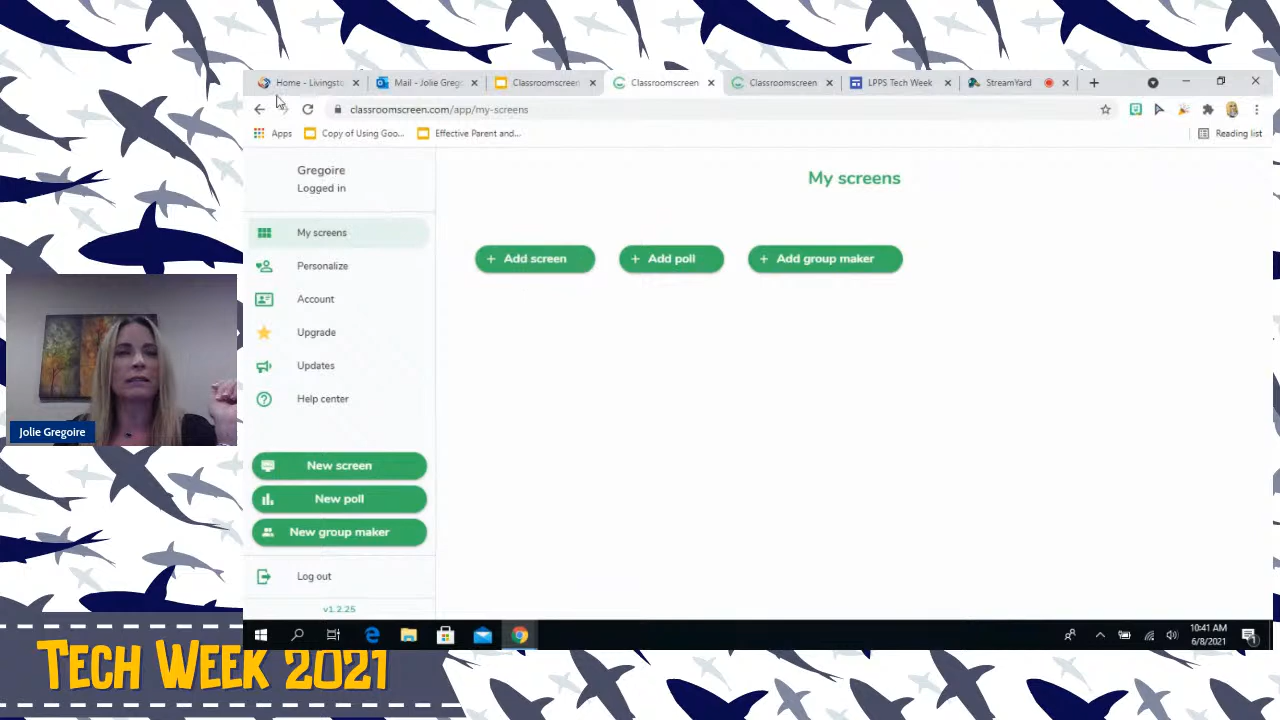 Home - Livingsto
Mail - Jolie Grego
Classroomscreen
Classroomscreen
Classroomscreen
LPPS Tech Week
StreamYard
classroomscreen.com/app/my-screens
Apps
Copy of Using Goo...
Effective Parent and...
Reading list
Gregoire
Logged in
My screens
Personalize
Account
Upgrade
Updates
Help center
New screen
New poll
New group maker
Log out
v1.2.25
My screens
+ Add screen
+ Add poll
+ Add group maker
Jolie Gregoire
10:41 AM
6/8/2021
TECH WEEK 2021